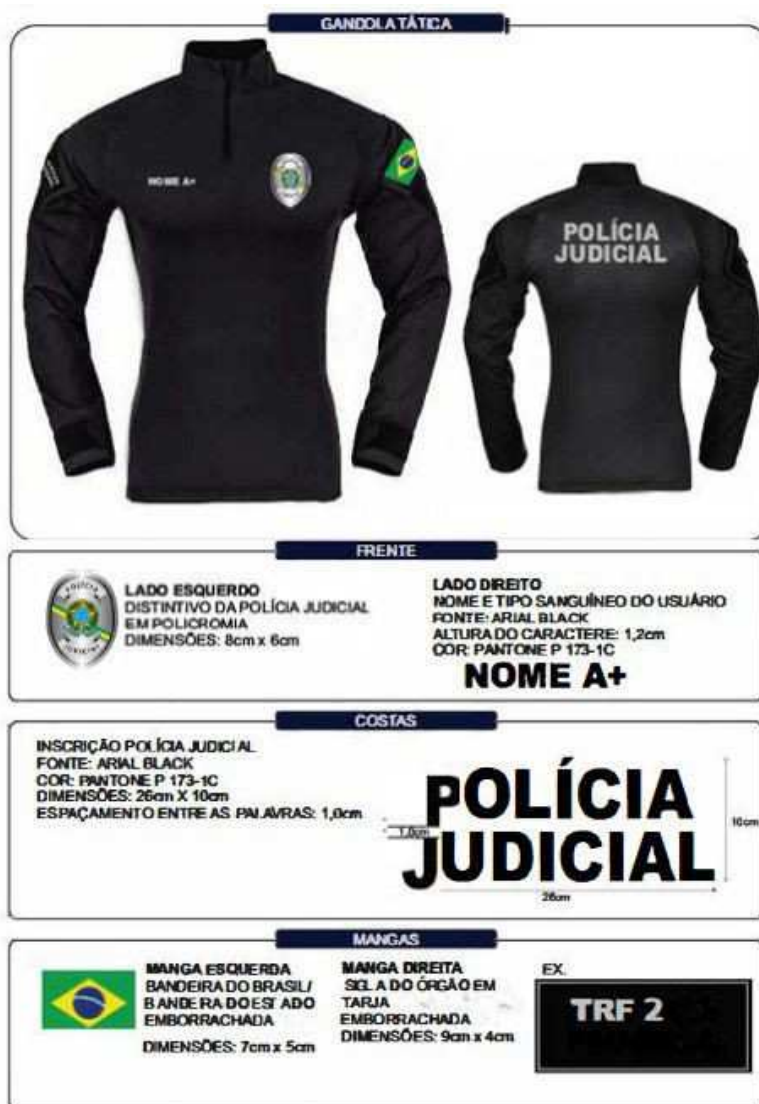 GANDOLA TÁTICA
NOME A+
POLÍCIA
JUDICIAL
FRENTE
POLÍCIA
JUDICIAL
LADO ESQUERDO
DISTINTIVO DA POLÍCIA JUDICIAL
EM POLICROMIA
DIMENSÕES: 8cm x 6cm
LADO DIREITO
NOME E TIPO SANGUÍNEO DO USUÁRIO
FONTE: ARIAL BLACK
ALTURA DO CARACTERE: 1,2cm
COR: PANTONE P 173-1C
NOME A+
COSTAS
INSCRIÇÃO POLÍCIA JUDICIAL
FONTE: ARIAL BLACK
COR: PANTONE P 173-1C
DIMENSÕES: 26cm X 10cm
ESPAÇAMENTO ENTRE AS PALAVRAS: 1,0cm
POLÍCIA
JUDICIAL
1,0cm
10cm
26cm
MANGAS
MANGA ESQUERDA
BANDEIRA DO BRASIL/
BANDEIRA DO ESTADO
EMBORRACHADA
DIMENSÕES: 7cm x 5cm
MANGA DIREITA
SIGLA DO ÓRGÃO EM
TARJA
EMBORRACHADA
DIMENSÕES: 9cm x 4cm
EX.
TRF 2